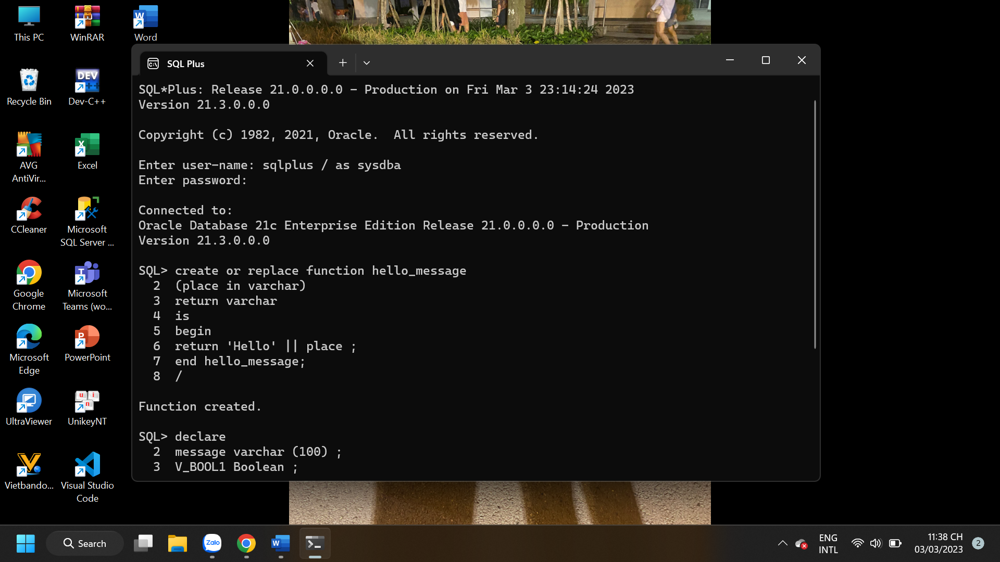 This PC
WinRAR
Word
Recycle Bin
Dev-C++
AVG
AntiVir...
Excel
CCleaner
Microsoft
SQL Server ...
Google
Chrome
Microsoft
Teams (wo...
Microsoft
Edge
PowerPoint
UltraViewer
UnikeyNT
Vietbando...
Visual Studio
Code
24
SQL Plus
SQL*Plus: Release 21.0.0.0.0 - Production on Fri Mar 3 23:14:24 2023
Version 21.3.0.0.0
Copyright (c) 1982, 2021, Oracle.  All rights reserved.
Enter user-name: sqlplus / as sysdba
Enter password:
Connected to:
Oracle Database 21c Enterprise Edition Release 21.0.0.0.0 - Production
Version 21.3.0.0.0
SQL> create or replace function hello_message
2  (place in varchar)
3  return varchar
4  is
5  begin
6  return 'Hello' || place ;
7  end hello_message;
8  /
Function created.
SQL> declare
2  message varchar (100) ;
3  V_BOOL1 Boolean ;
Search
Zalo
ENG
INTL
11:38 CH
03/03/2023
2